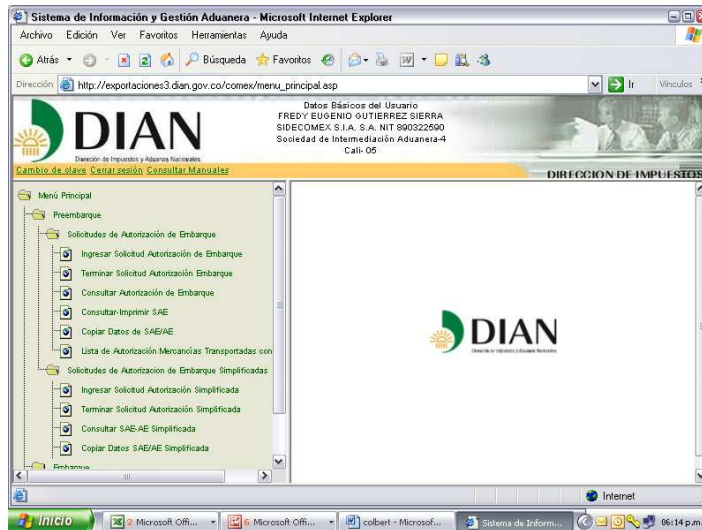 Sistema de Información y Gestión Aduanera - Microsoft Internet Explorer
Archivo Edición Ver Favoritos Herramientas Ayuda
Atrás Búsqueda Favoritos
Dirección http://exportaciones3.dian.gov.co/comex/menu_principal.asp Ir Vínculos
Datos Básicos del Usuario
FREDY EUGENIO GUTIERREZ SIERRA
SIDECOMEX S.I.A. S.A. NIT 890322590
Sociedad de Intermediación Aduanera-4
Cali- 05
DIAN
Dirección de Impuestos y Aduanas Nacionales
Cambio de clave Cerrar sesión Consultar Manuales
DIRECCION DE IMPUESTOS
Menú Principal
Preembarque
Solicitudes de Autorización de Embarque
Ingresar Solicitud Autorización de Embarque
Terminar Solicitud Autorización Embarque
Consultar Autorización de Embarque
Consultar-Imprimir SAE
Copiar Datos de SAE/AE
Lista de Autorización Mercancías Transportadas con
Solicitudes de Autorizacion de Embarque Simplificadas
Ingresar Solicitud Autorización Simplificada
Terminar Solicitud Autorización Simplificada
Consultar SAE-AE Simplificada
Copiar Datos SAE/AE Simplificada
Embarque
DIAN
Dirección de Impuestos y Aduanas Nacionales
Internet
Inicio 2 Microsoft Offi... 6 Microsoft Offi... colbert - Microsof... Sistema de Inform... 06:14 p.m.